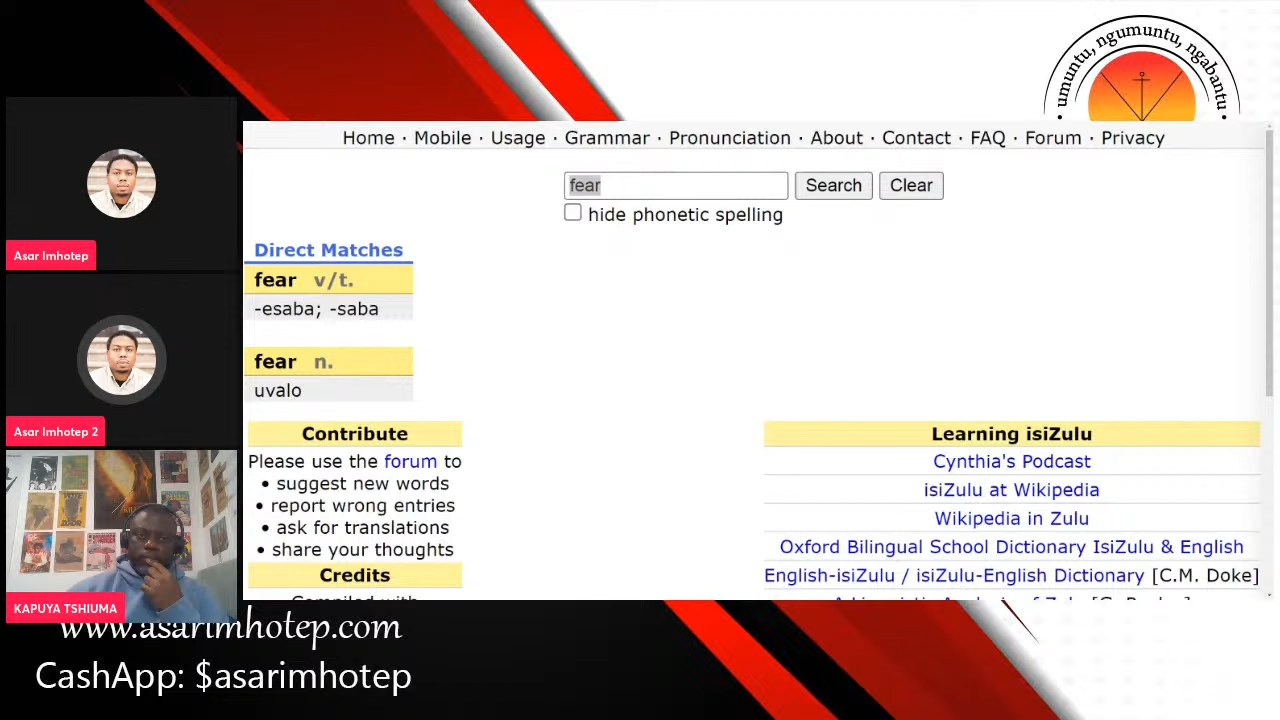 • umuntu, ngumuntu, ngabantu •
Home · Mobile · Usage · Grammar · Pronunciation · About · Contact · FAQ · Forum · Privacy
fear Search Clear
hide phonetic spelling
Direct Matches
fear v/t.
-esaba; -saba
fear n.
uvalo
Contribute
Please use the forum to
• suggest new words
• report wrong entries
• ask for translations
• share your thoughts
Credits
Learning isiZulu
Cynthia's Podcast
isiZulu at Wikipedia
Wikipedia in Zulu
Oxford Bilingual School Dictionary IsiZulu & English
English-isiZulu / isiZulu-English Dictionary [C.M. Doke]
Asar Imhotep
Asar Imhotep 2
KAPUYA TSHIUMA
www.asarimhotep.com
CashApp: $asarimhotep